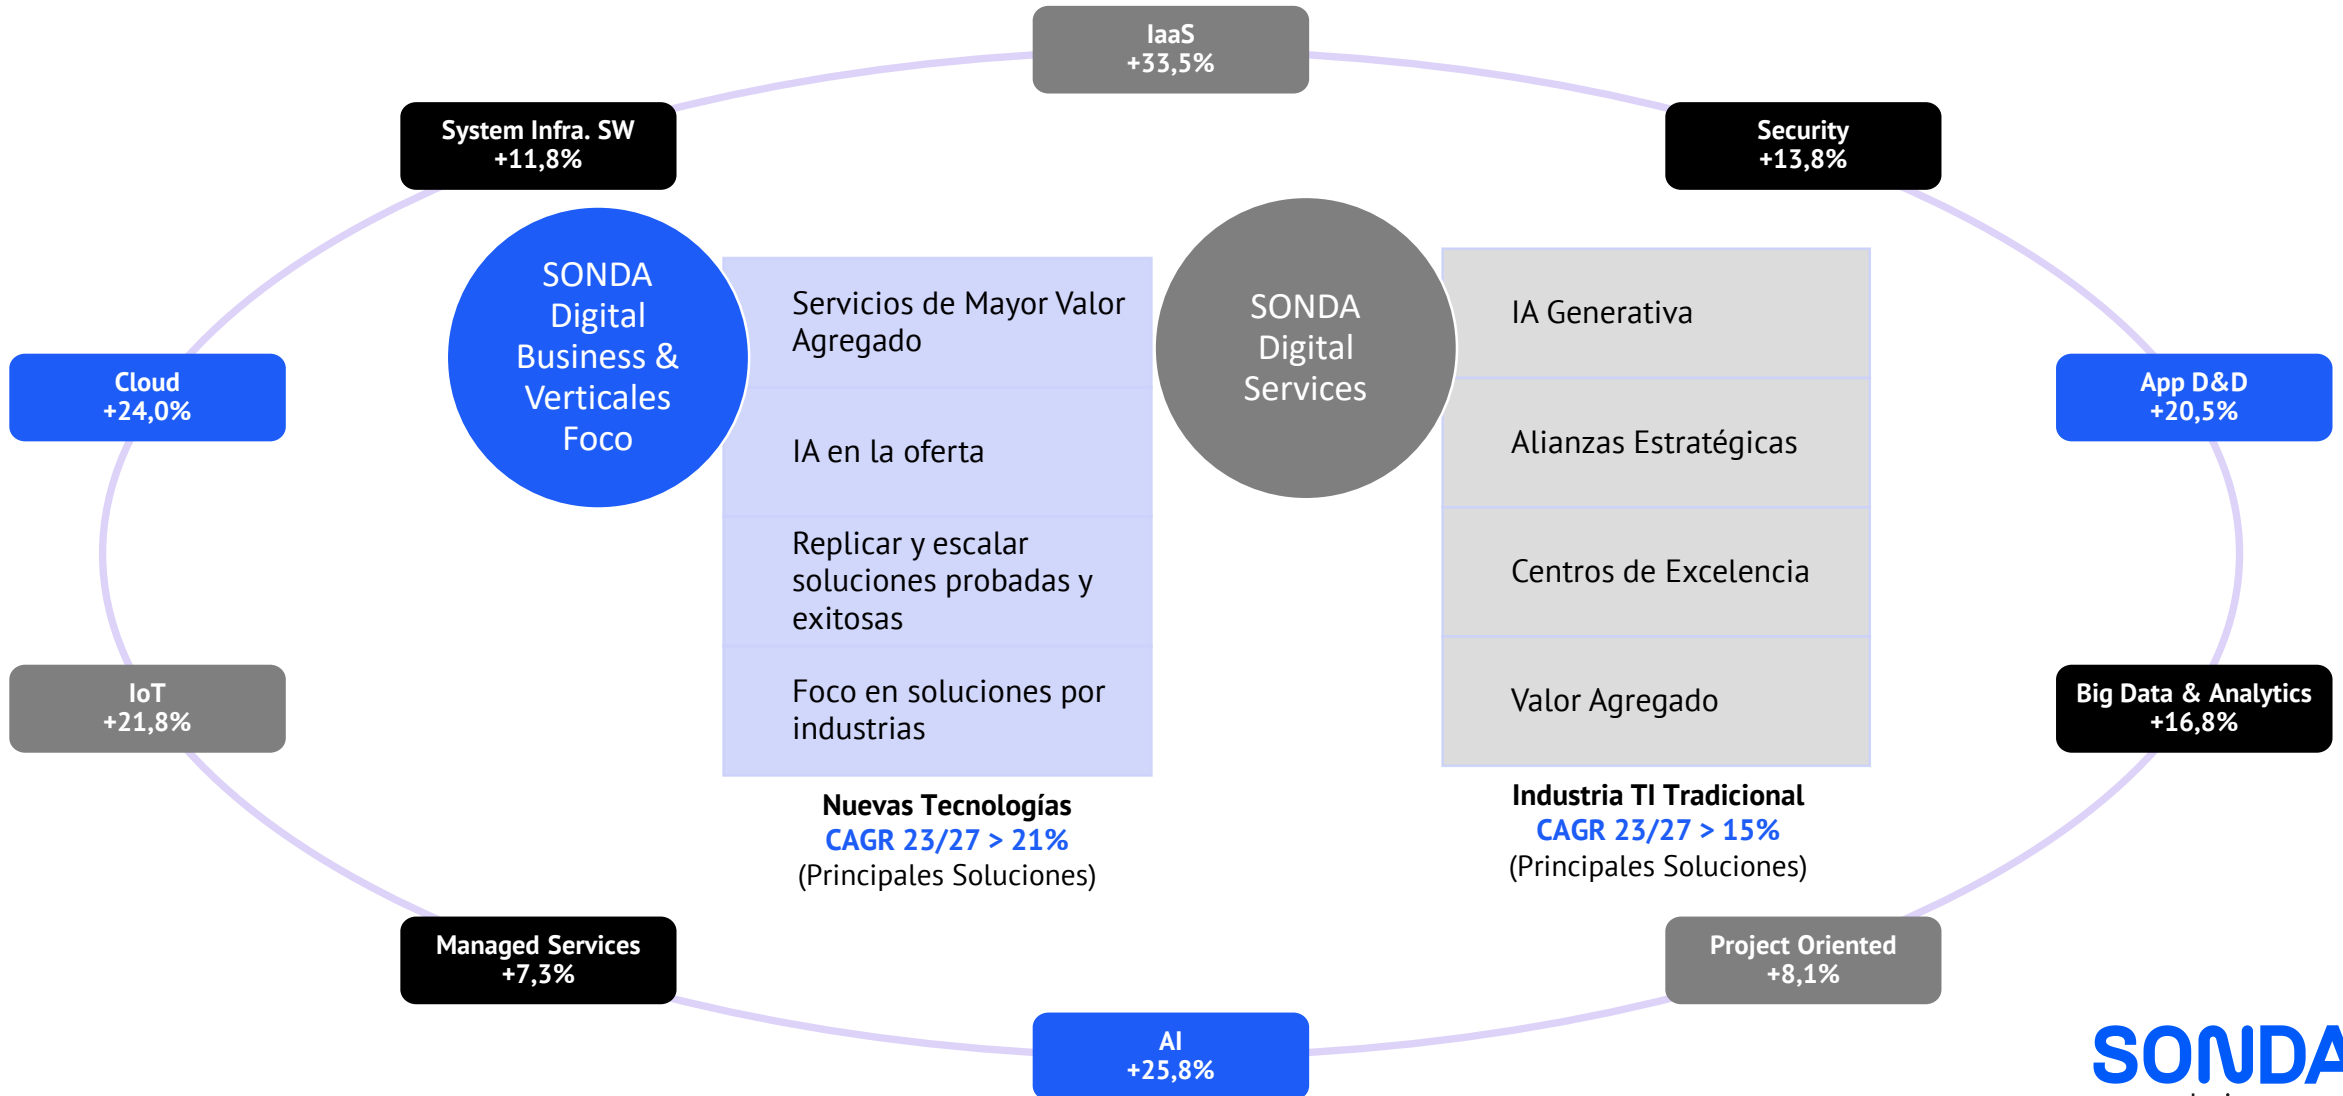 IaaS
+33,5%
System Infra. SW
+11,8%
Security
+13,8%
SONDA
Digital
Business &
Verticales
Foco
Servicios de Mayor Valor
Agregado
IA en la oferta
Replicar y escalar
soluciones probadas y
exitosas
Foco en soluciones por
industrias
SONDA
Digital
Services
IA Generativa
Alianzas Estratégicas
Centros de Excelencia
Valor Agregado
Cloud
+24,0%
App D&D
+20,5%
IoT
+21,8%
Big Data & Analytics
+16,8%
Nuevas Tecnologías
CAGR 23/27 > 21%
(Principales Soluciones)
Industria TI Tradicional
CAGR 23/27 > 15%
(Principales Soluciones)
Managed Services
+7,3%
Project Oriented
+8,1%
AI
+25,8%
SONDA